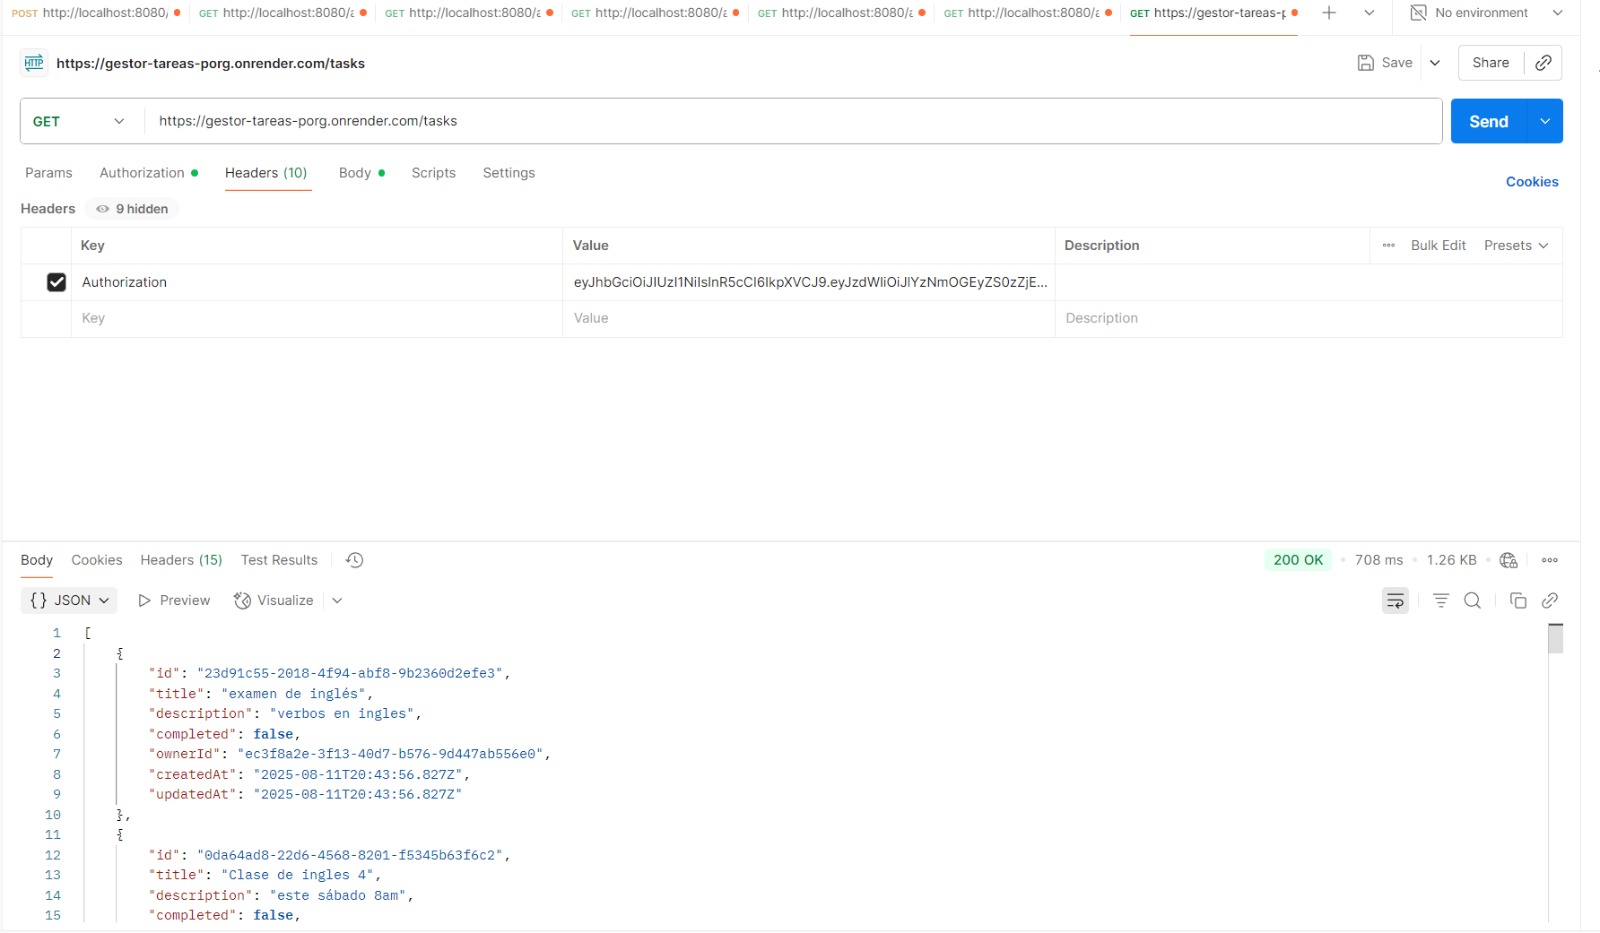 POST http://localhost:8080/ GET http://localhost:8080/a GET http://localhost:8080/a GET http://localhost:8080/a GET http://localhost:8080/a GET http://localhost:8080/a GET https://gestor-tareas-p No environment
HTTP https://gestor-tareas-porg.onrender.com/tasks Save Share
GET https://gestor-tareas-porg.onrender.com/tasks Send
Params Authorization Headers (10) Body Scripts Settings Cookies
Headers 9 hidden
Key Value Description Bulk Edit Presets
Authorization eyJhbGciOiJIUzI1NiIsInR5cCI6IkpXVCJ9.eyJzdWIiOiJlYzNmOGEyZS0zZjE...
Key Value Description
Body Cookies Headers (15) Test Results 200 OK 708 ms 1.26 KB
{} JSON Preview Visualize
1 [
2 {
3 "id": "23d91c55-2018-4f94-abf8-9b2360d2efe3",
4 "title": "examen de inglés",
5 "description": "verbos en ingles",
6 "completed": false,
7 "ownerId": "ec3f8a2e-3f13-40d7-b576-9d447ab556e0",
8 "createdAt": "2025-08-11T20:43:56.827Z",
9 "updatedAt": "2025-08-11T20:43:56.827Z"
10 },
11 {
12 "id": "0da64ad8-22d6-4568-8201-f5345b63f6c2",
13 "title": "Clase de ingles 4",
14 "description": "este sábado 8am",
15 "completed": false,